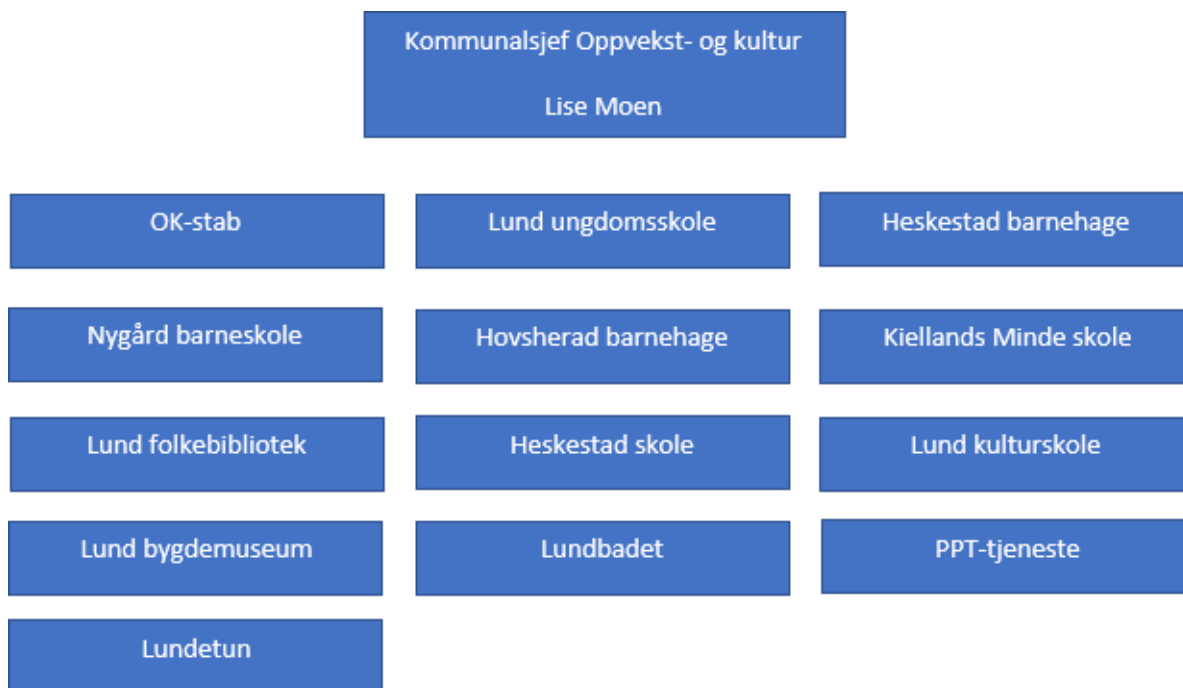 Kommunalsjef Oppvekst- og kultur
Lise Moen
OK-stab
Lund ungdomsskole
Heskestad barnehage
Nygård barneskole
Hovsherad barnehage
Kiellands Minde skole
Lund folkebibliotek
Heskestad skole
Lund kulturskole
Lund bygdemuseum
Lundbadet
PPT-tjeneste
Lundetun